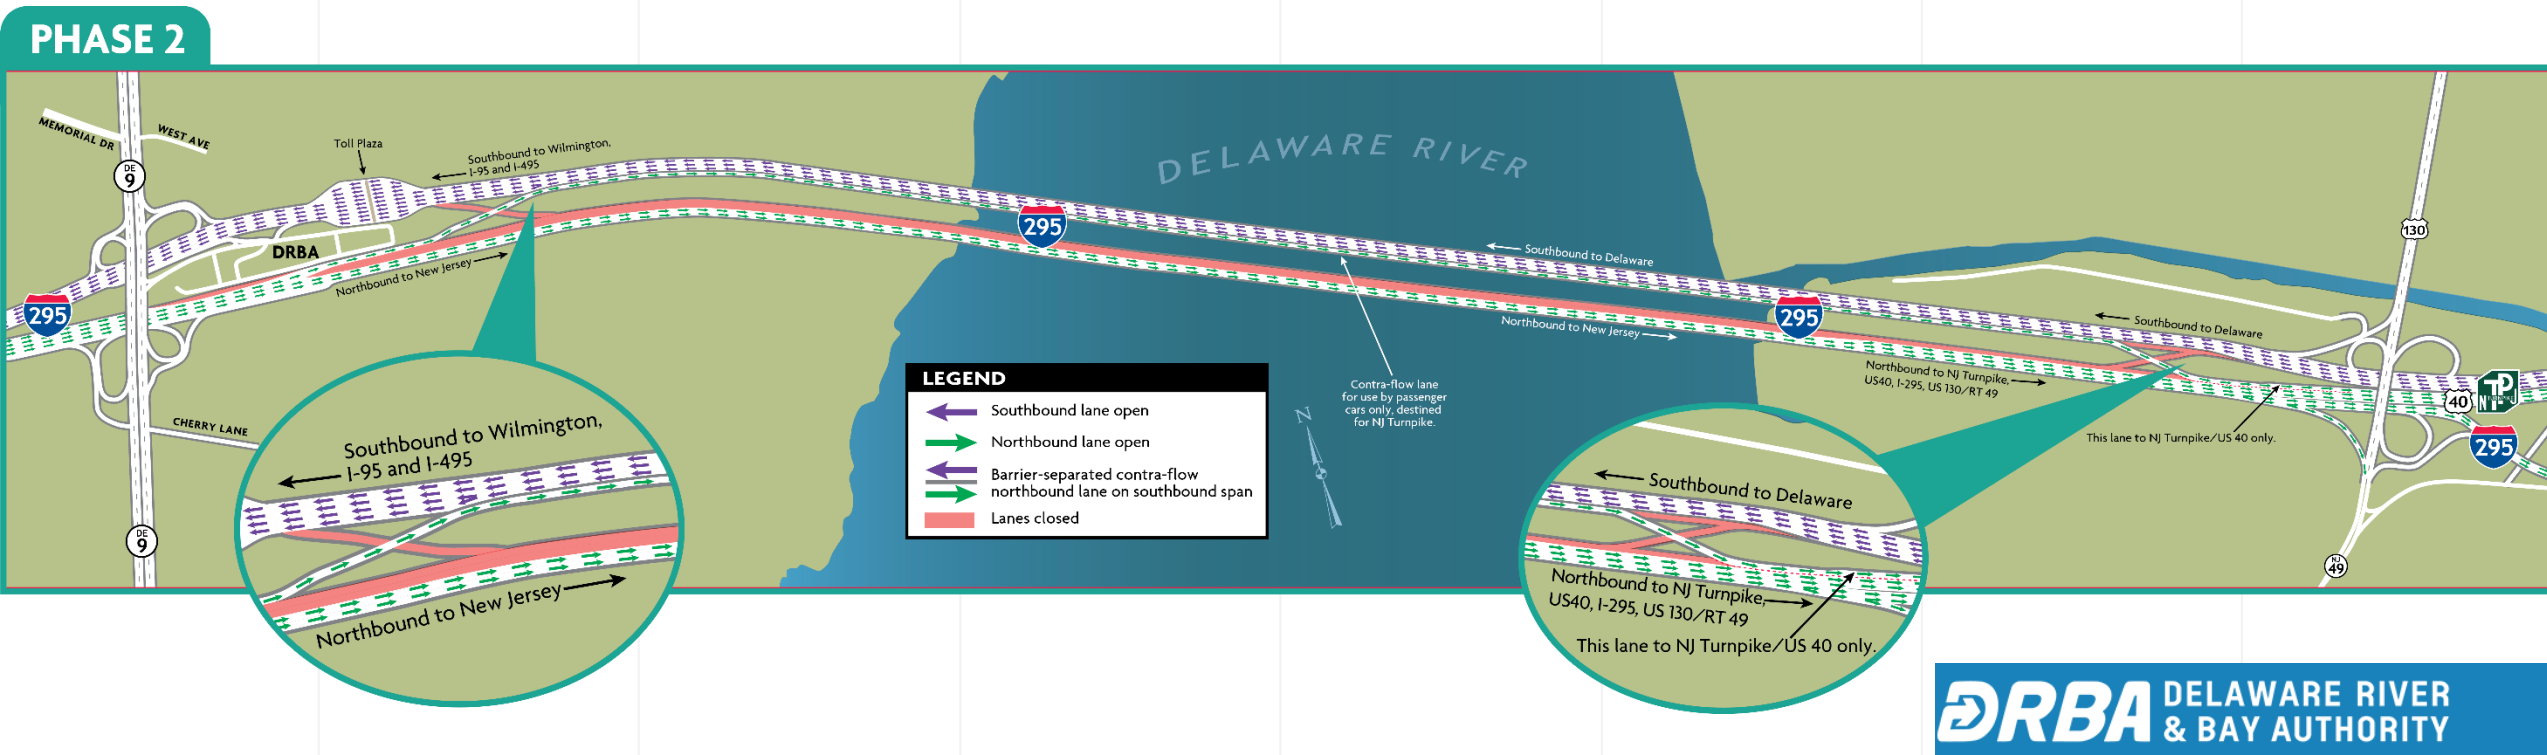 PHASE 2
MEMORIAL DR
WEST AVE
DE
9
Toll Plaza
Southbound to Wilmington,
I-95 and I-495
DRBA
Northbound to New Jersey
295
CHERRY LANE
DE
9
DELAWARE RIVER
295
Southbound to Delaware
Northbound to New Jersey
295
Contra-flow lane
for use by passenger
cars only, destined
for NJ Turnpike.
N
LEGEND
Southbound lane open
Northbound lane open
Barrier-separated contra-flow
northbound lane on southbound span
Lanes closed
130
Southbound to Delaware
Northbound to NJ Turnpike,
US40, I-295, US 130/RT 49
This lane to NJ Turnpike/US 40 only.
40
295
NJ
49
Southbound to Wilmington,
I-95 and I-495
Northbound to New Jersey
Southbound to Delaware
Northbound to NJ Turnpike,
US40, I-295, US 130/RT 49
This lane to NJ Turnpike/US 40 only.
DRBA
DELAWARE RIVER
& BAY AUTHORITY